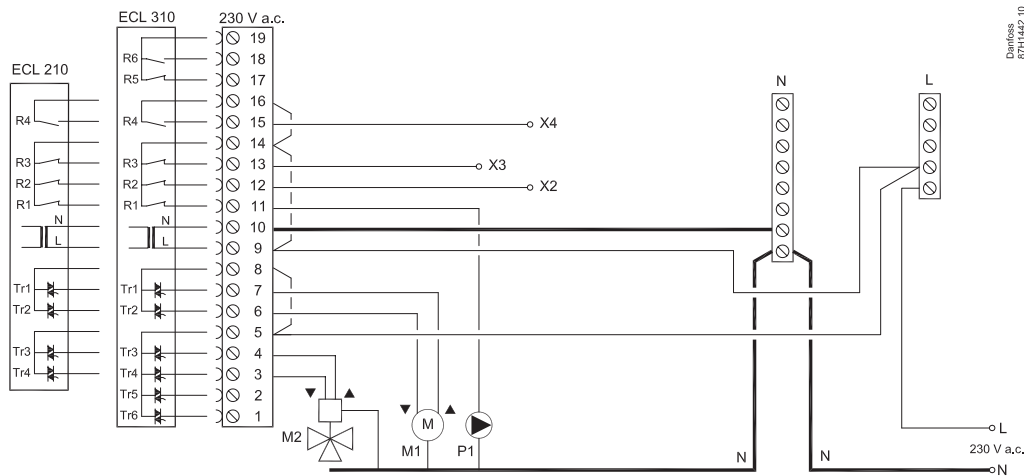 ECL 310
230 V a.c.
ECL 210
Danfoss
87H1442.10
R6
R5
R4
R3
R2
R1
N
L
Tr1
Tr2
Tr3
Tr4
R4
R3
R2
R1
N
L
Tr1
Tr2
Tr3
Tr4
Tr5
Tr6
19
18
17
16
15
14
13
12
11
10
9
8
7
6
5
4
3
2
1
X4
X3
X2
N
L
M2
M
M1
P1
N
N
L
230 V a.c.
N